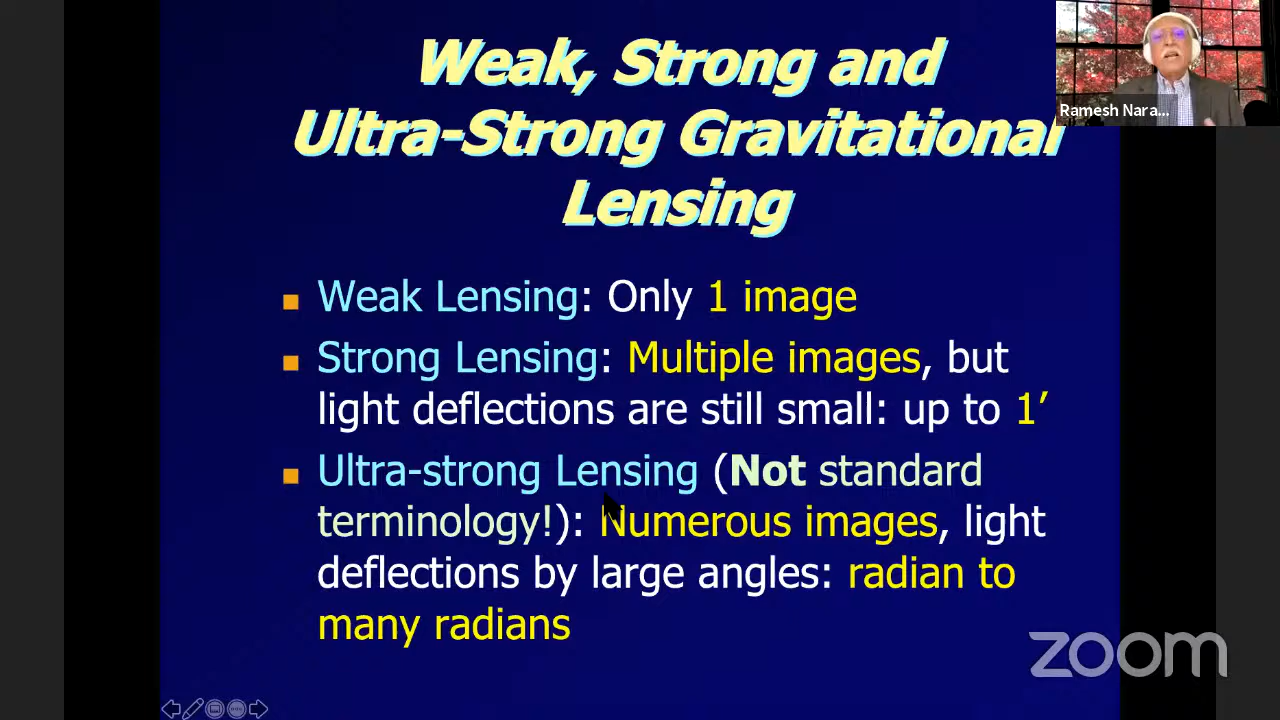 Weak, Strong and
Ultra-Strong Gravitational
Lensing
Ramesh Nara...
Weak Lensing: Only 1 image
Strong Lensing: Multiple images, but
light deflections are still small: up to 1’
Ultra-strong Lensing (Not standard
terminology!): Numerous images, light
deflections by large angles: radian to
many radians
zoom